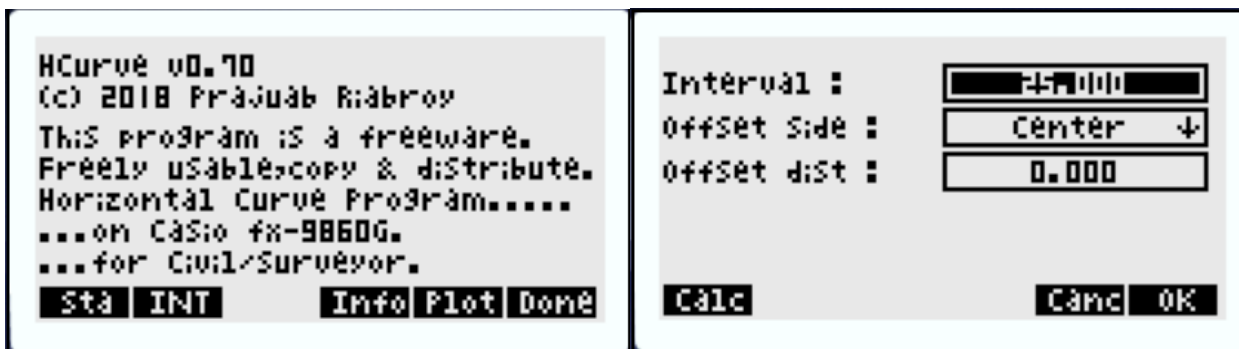 HCurve v0.70
(c) 2018 Prajuab Riabroy
This program is a freeware.
Freely usable,copy & distribute.
Horizontal Curve Program.....
...on Casio fx-9860G.
...for Civil/Surveyor.
Sta INT Info Plot Done
Interval :
OffSet Side : Center
OffSet diSt : 0.000
Calc Canc OK